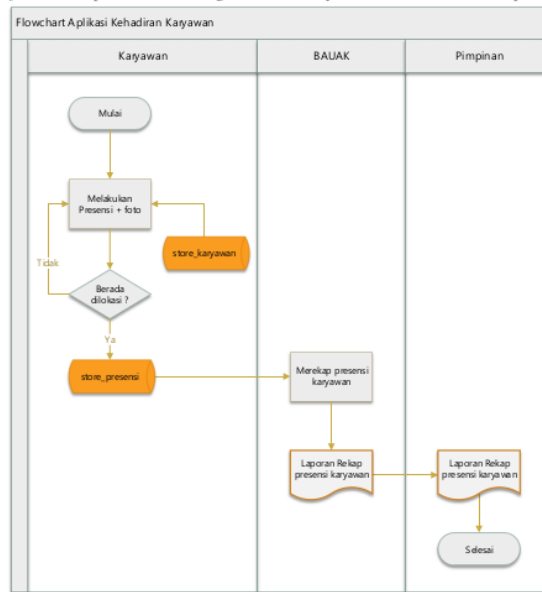 Flowchart Aplikasi Kehadiran Karyawan
Karyawan
BAUAK
Pimpinan
Mulai
Melakukan
Presensi + foto
store_karyawan
Tidak
Berada
dilokasi ?
Ya
store_presensi
Merekap presensi
karyawan
Laporan Rekap
presensi karyawan
Laporan Rekap
presensi karyawan
Selesai